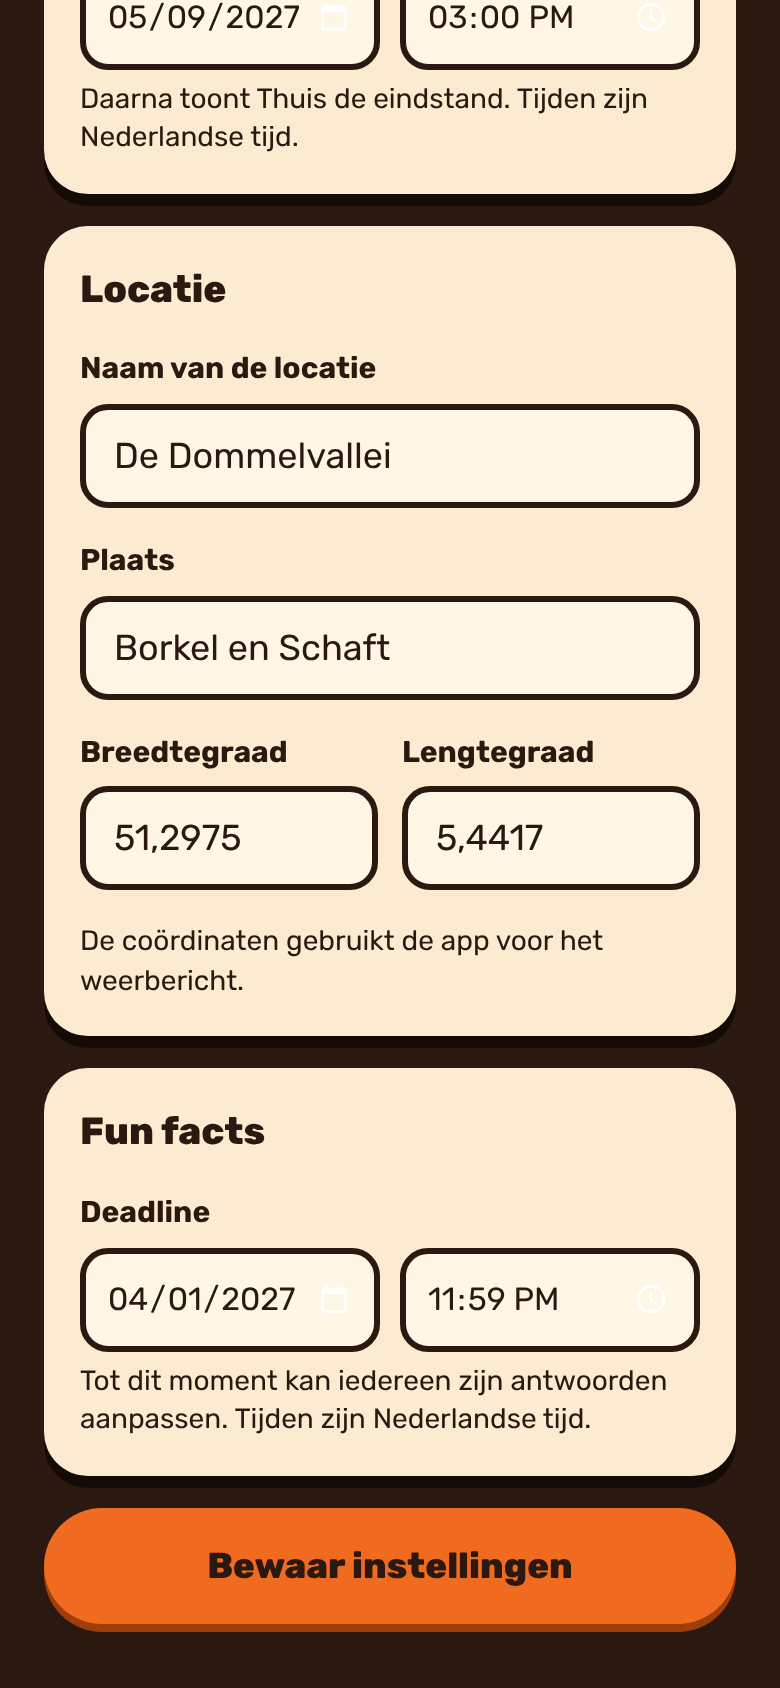 05/09/2027 03:00 PM
Daarna toont Thuis de eindstand. Tijden zijn
Nederlandse tijd.
Locatie
Naam van de locatie
De Dommelvallei
Plaats
Borkel en Schaft
Breedtegraad Lengtegraad
51,2975 5,4417
De coördinaten gebruikt de app voor het
weerbericht.
Fun facts
Deadline
04/01/2027 11:59 PM
Tot dit moment kan iedereen zijn antwoorden
aanpassen. Tijden zijn Nederlandse tijd.
Bewaar instellingen